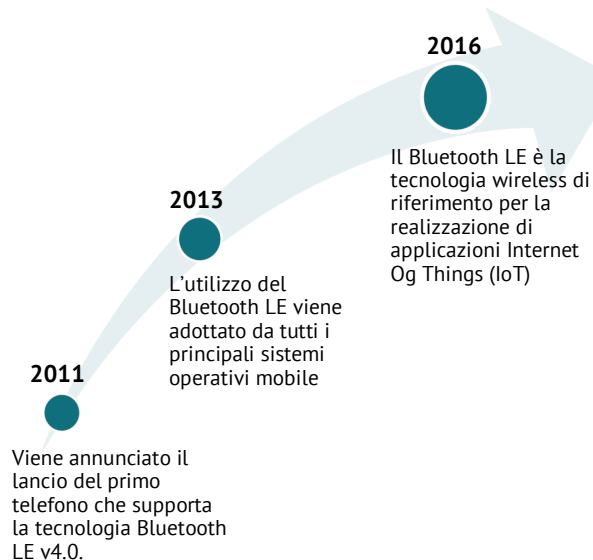 2011
Viene annunciato il
lancio del primo
telefono che supporta
la tecnologia Bluetooth
LE v4.0.
2013
L’utilizzo del
Bluetooth LE viene
adottato da tutti i
principali sistemi
operativi mobile
2016
Il Bluetooth LE è la
tecnologia wireless di
riferimento per la
realizzazione di
applicazioni Internet
Og Things (IoT)